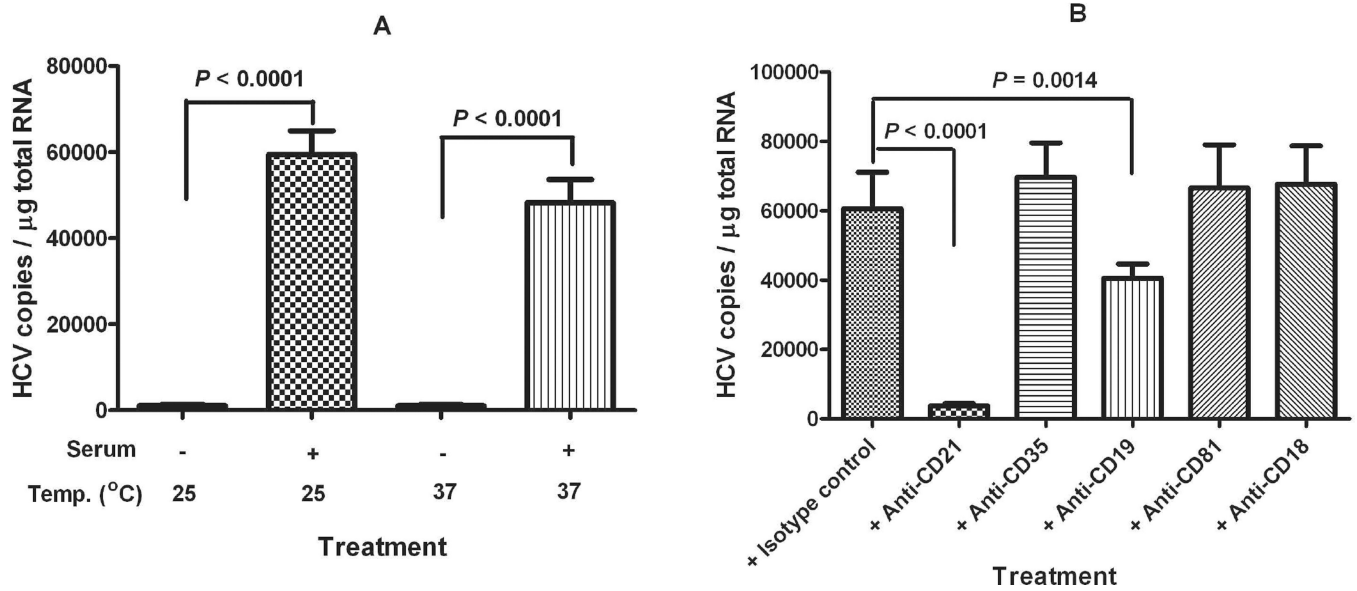 A
HCV copies / μg total RNA
80000
60000
40000
20000
0
P < 0.0001
P < 0.0001
Serum - + - +
Temp. (°C) 25 25 37 37
Treatment
B
HCV copies / μg total RNA
100000
80000
60000
40000
20000
0
P = 0.0014
P < 0.0001
+ Isotype control
+ Anti-CD21
+ Anti-CD35
+ Anti-CD19
+ Anti-CD81
+ Anti-CD18
Treatment